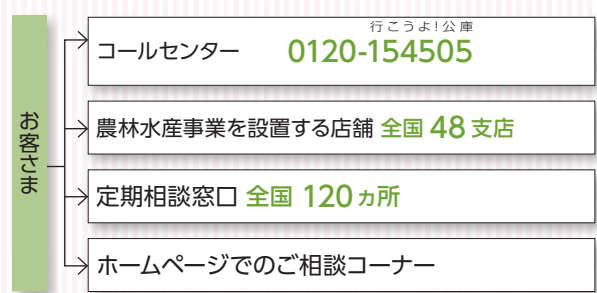 お客さま
行こうよ!公庫
コールセンター 0120-154505
農林水産事業を設置する店舗 全国 48 支店
定期相談窓口 全国 120 ヵ所
ホームページでのご相談コーナー